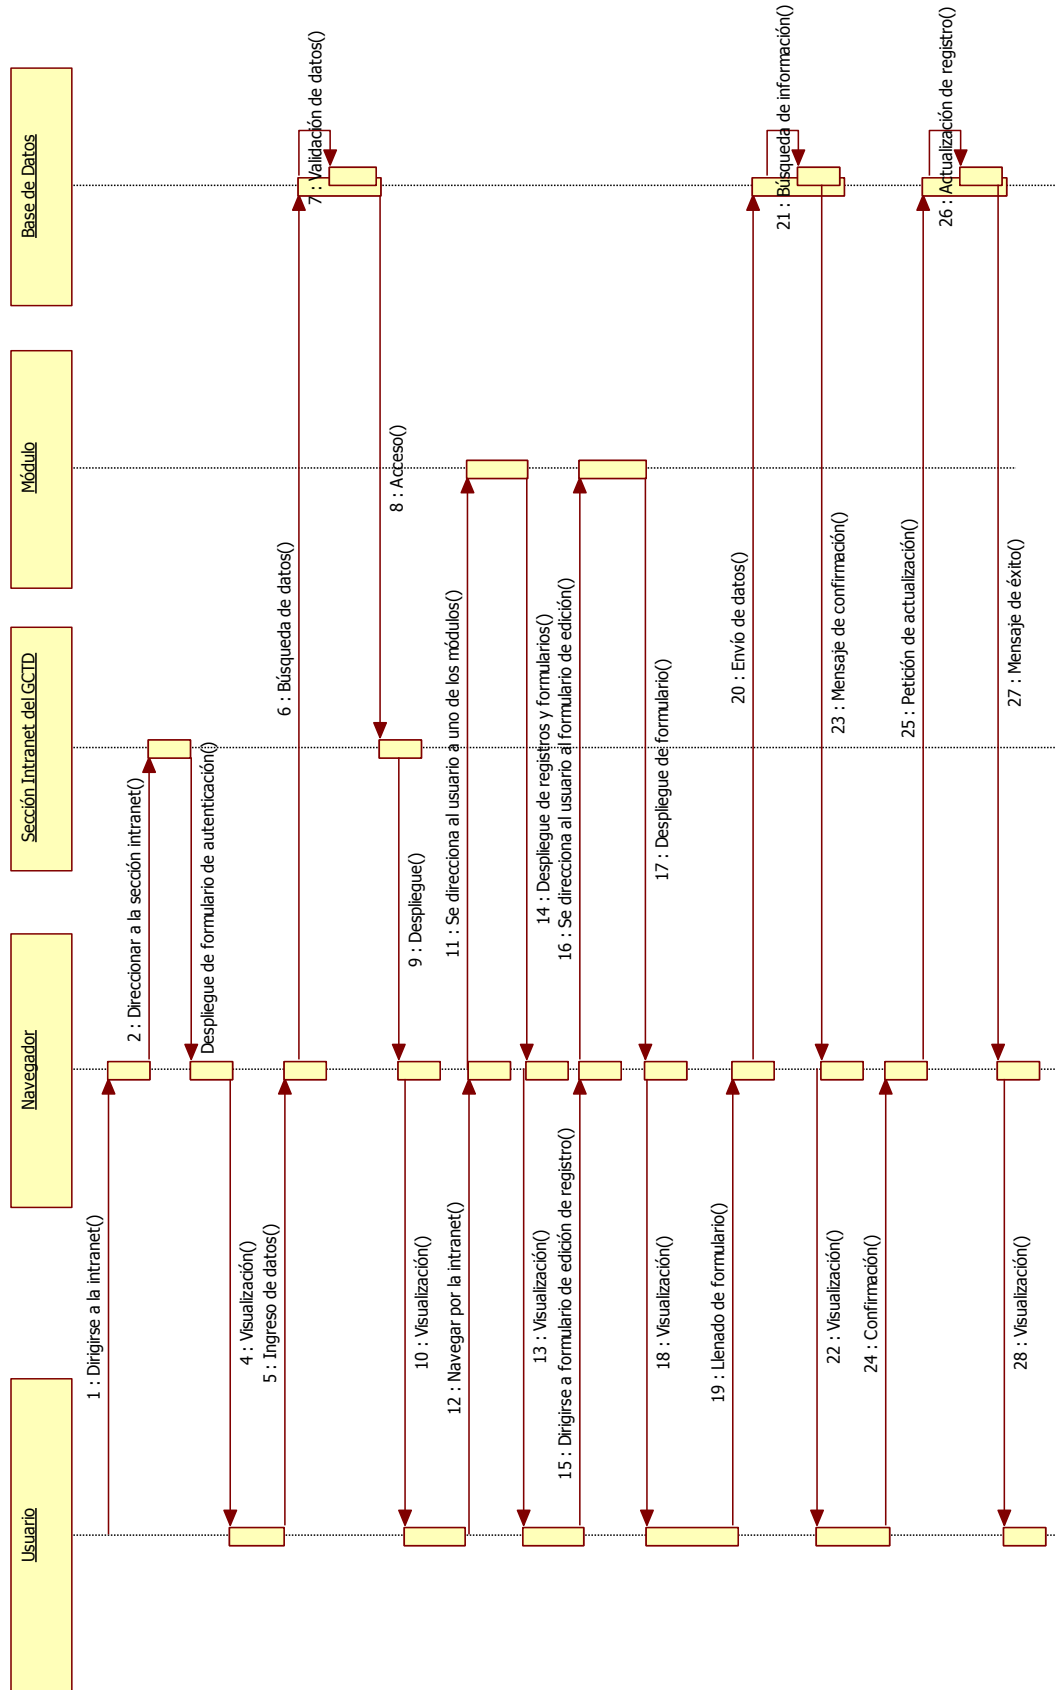 Usuario
Navegador
Sección Intranet del GCTD
Módulo
Base de Datos
1 : Dirigirse a la intranet()
2 : Direccionar a la sección intranet()
Despliegue de formulario de autenticación()
4 : Visualización()
5 : Ingreso de datos()
6 : Búsqueda de datos()
7 : Validación de datos()
8 : Acceso()
9 : Despliegue()
10 : Visualización()
11 : Se direcciona al usuario a uno de los módulos()
12 : Navegar por la intranet()
13 : Visualización()
14 : Despliegue de registros y formularios()
15 : Dirigirse a formulario de edición de registro()
16 : Se direcciona al usuario al formulario de edición()
17 : Despliegue de formulario()
18 : Visualización()
19 : Llenado de formulario()
20 : Envío de datos()
21 : Búsqueda de información()
22 : Visualización()
23 : Mensaje de confirmación()
24 : Confirmación()
25 : Petición de actualización()
26 : Actualización de registro()
27 : Mensaje de éxito()
28 : Visualización()